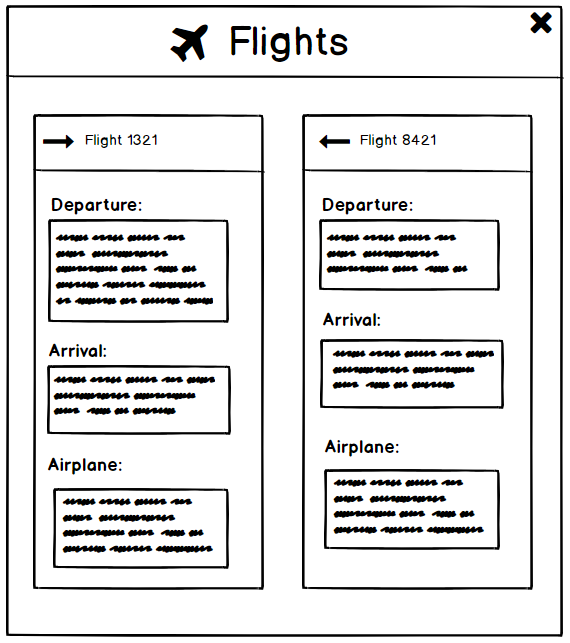 Flights
Flight 1321
Departure:
Arrival:
Airplane:
Flight 8421
Departure:
Arrival:
Airplane: